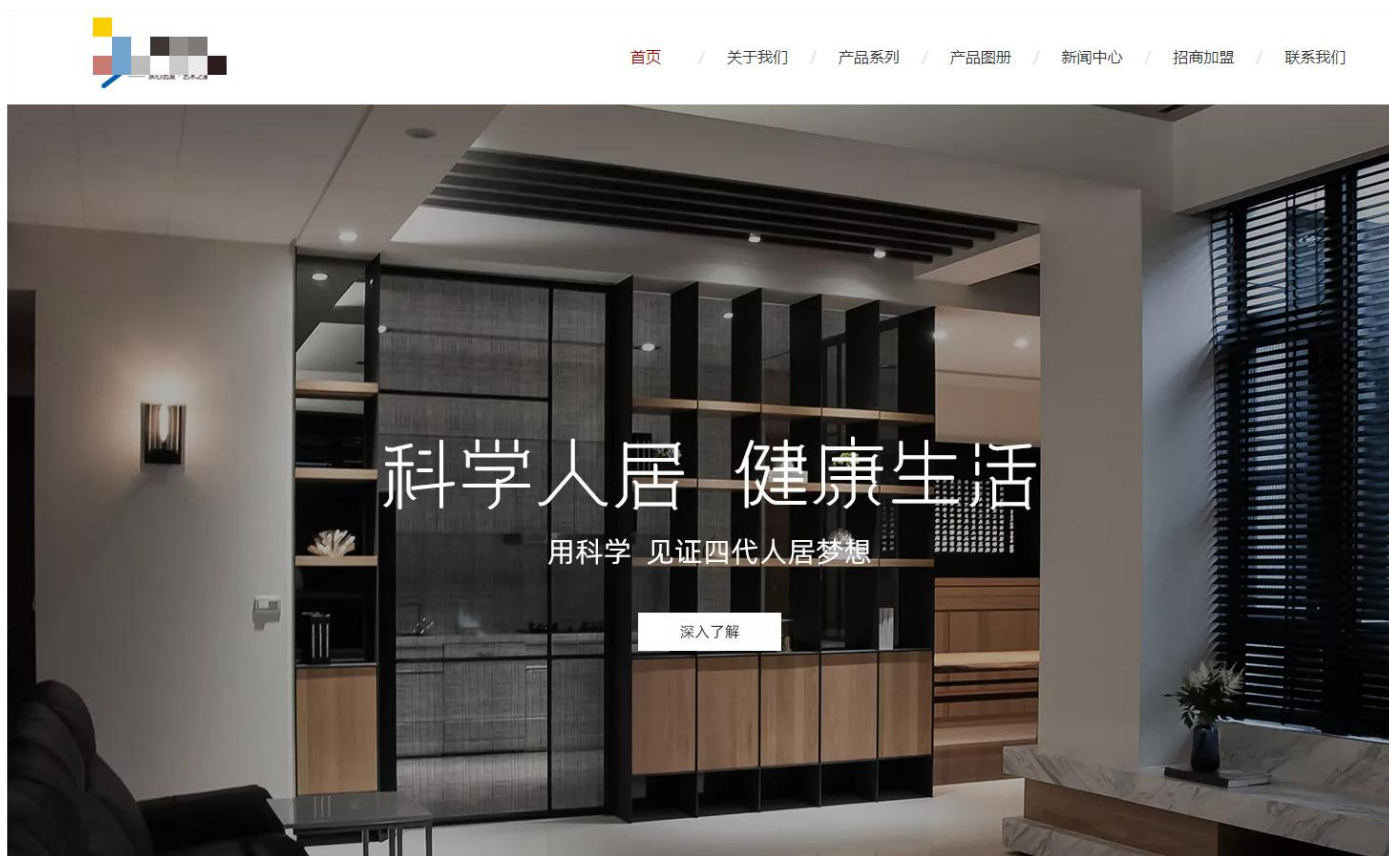 首页 / 关于我们 / 产品系列 / 产品图册 / 新闻中心 / 招商加盟 / 联系我们
科学人居 健康生活
用科学 见证四代人居梦想
深入了解